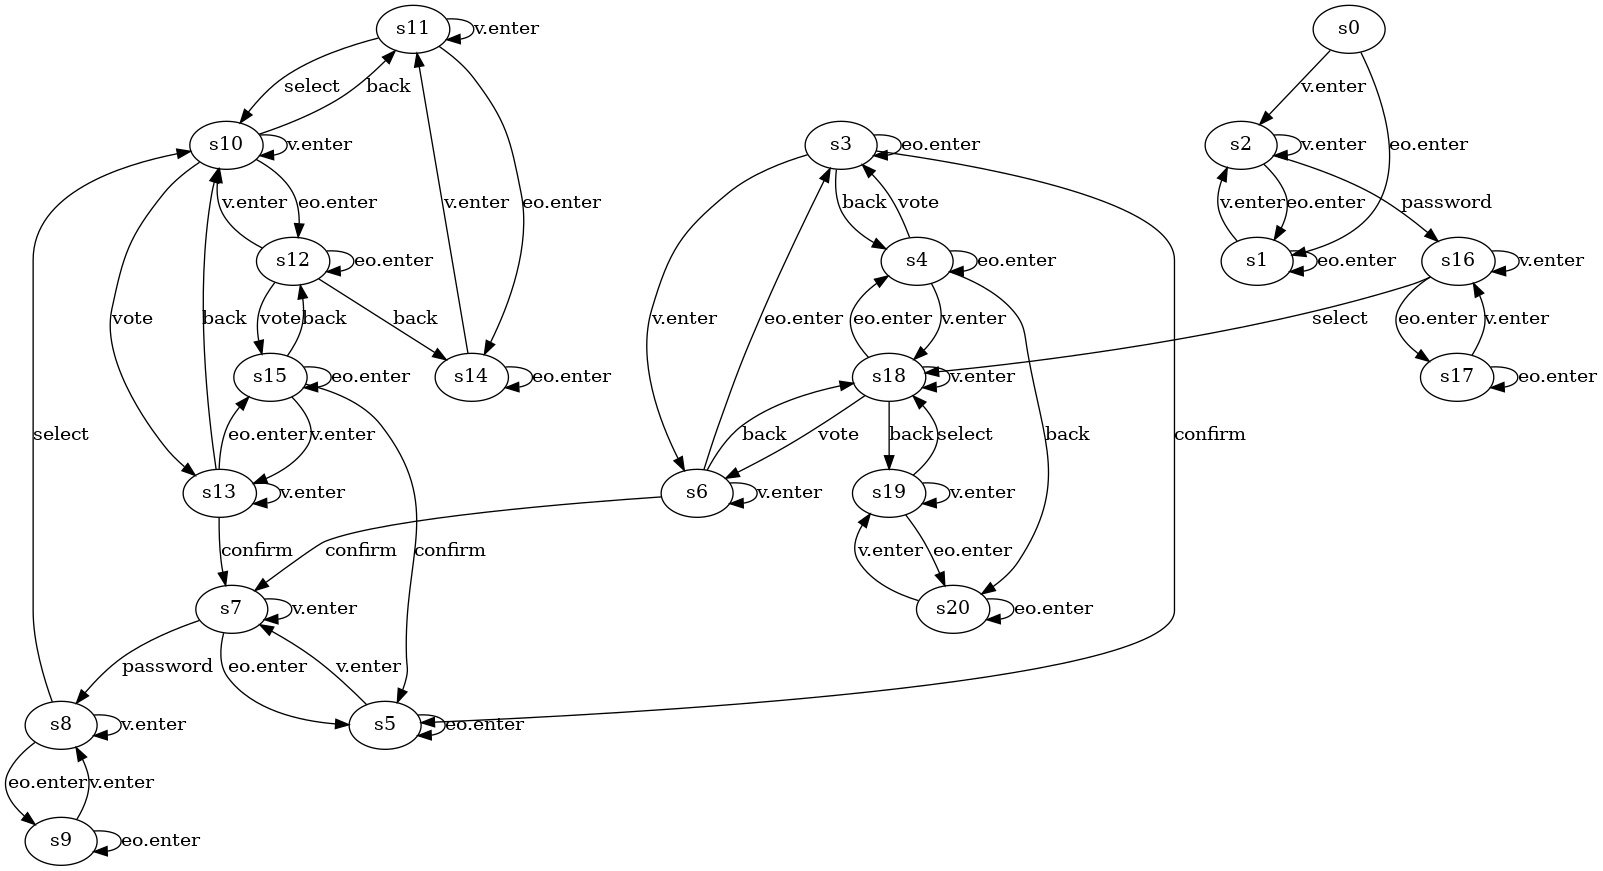 s11 v.enter s0
select back v.enter
s10 v.enter s3 eo.enter s2 v.enter eo.enter
v.enter eo.enter v.enter eo.enter back vote v.enter eo.enter password
s12 eo.enter s4 eo.enter s1 eo.enter s16 v.enter
vote back vote back back v.enter eo.enter eo.enter v.enter select eo.enter v.enter
s15 eo.enter s14 eo.enter s18 v.enter s17 eo.enter
select eo.enter v.enter back vote back select back confirm
s13 v.enter s6 v.enter s19 v.enter
confirm confirm confirm v.enter eo.enter
s7 v.enter s20 eo.enter
password eo.enter v.enter
s8 v.enter s5 eo.enter
eo.enter v.enter
s9 eo.enter